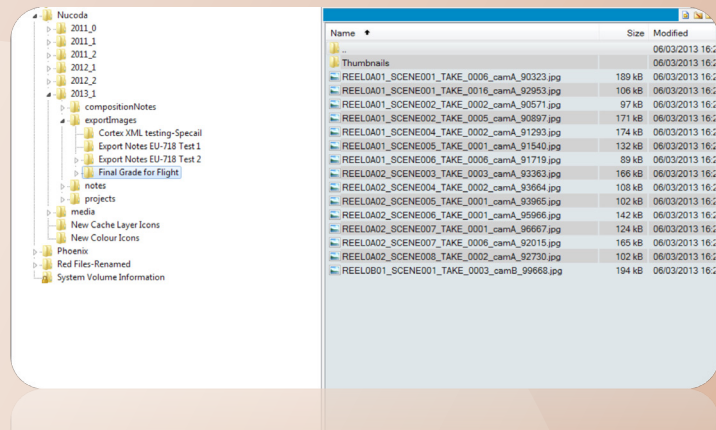 Nucoda
2011_0
2011_1
2011_2
2012_1
2012_2
2013_1
compositionNotes
exportImages
Cortex XML testing-Specail
Export Notes EU-718 Test 1
Export Notes EU-718 Test 2
Final Grade for Flight
notes
projects
media
New Cache Layer Icons
New Colour Icons
Phoenix
Red Files-Renamed
System Volume Information
Name Size Modified
.. 06/03/2013 16:2
Thumbnails 06/03/2013 16:2
REEL0A01_SCENE001_TAKE_0006_camA_90323.jpg 189 kB 06/03/2013 16:2
REEL0A01_SCENE001_TAKE_0016_camA_92953.jpg 106 kB 06/03/2013 16:2
REEL0A01_SCENE002_TAKE_0002_camA_90571.jpg 97 kB 06/03/2013 16:2
REEL0A01_SCENE002_TAKE_0005_camA_90897.jpg 171 kB 06/03/2013 16:2
REEL0A01_SCENE004_TAKE_0002_camA_91293.jpg 174 kB 06/03/2013 16:2
REEL0A01_SCENE005_TAKE_0001_camA_91540.jpg 132 kB 06/03/2013 16:2
REEL0A01_SCENE006_TAKE_0006_camA_91719.jpg 89 kB 06/03/2013 16:2
REEL0A02_SCENE003_TAKE_0003_camA_93363.jpg 166 kB 06/03/2013 16:2
REEL0A02_SCENE004_TAKE_0002_camA_93664.jpg 108 kB 06/03/2013 16:2
REEL0A02_SCENE005_TAKE_0001_camA_93965.jpg 102 kB 06/03/2013 16:2
REEL0A02_SCENE006_TAKE_0001_camA_95966.jpg 142 kB 06/03/2013 16:2
REEL0A02_SCENE007_TAKE_0001_camA_96667.jpg 124 kB 06/03/2013 16:2
REEL0A02_SCENE007_TAKE_0006_camA_92015.jpg 165 kB 06/03/2013 16:2
REEL0A02_SCENE008_TAKE_0002_camA_92730.jpg 102 kB 06/03/2013 16:2
REEL0B01_SCENE001_TAKE_0003_camB_99668.jpg 194 kB 06/03/2013 16:2